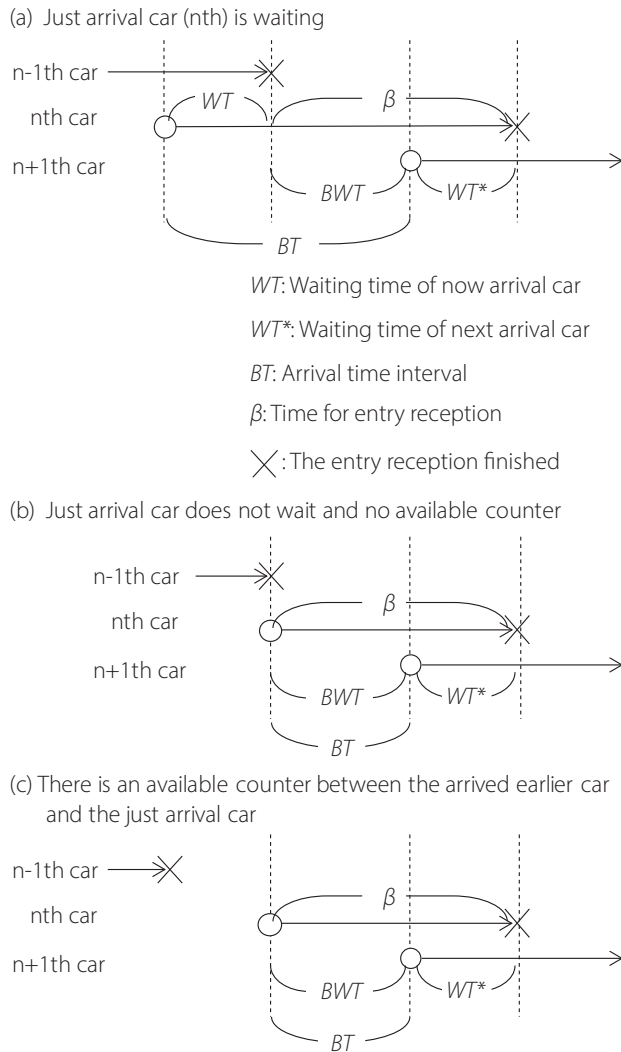 (a) Just arrival car (nth) is waiting
n-1th car
WT
β
nth car
n+1th car
BWT
WT*
BT
WT: Waiting time of now arrival car
WT*: Waiting time of next arrival car
BT: Arrival time interval
β: Time for entry reception
: The entry reception finished
(b) Just arrival car does not wait and no available counter
n-1th car
β
nth car
n+1th car
BWT
WT*
BT
(c) There is an available counter between the arrived earlier car
and the just arrival car
n-1th car
β
nth car
n+1th car
BWT
WT*
BT